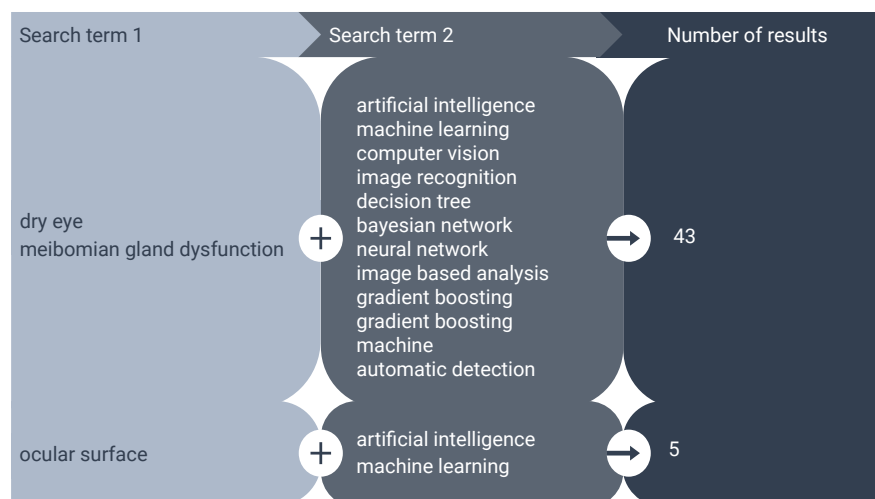 Search term 1
Search term 2
Number of results
dry eye
meibomian gland dysfunction
artificial intelligence
machine learning
computer vision
image recognition
decision tree
bayesian network
neural network
image based analysis
gradient boosting
gradient boosting
machine
automatic detection
43
ocular surface
artificial intelligence
machine learning
5